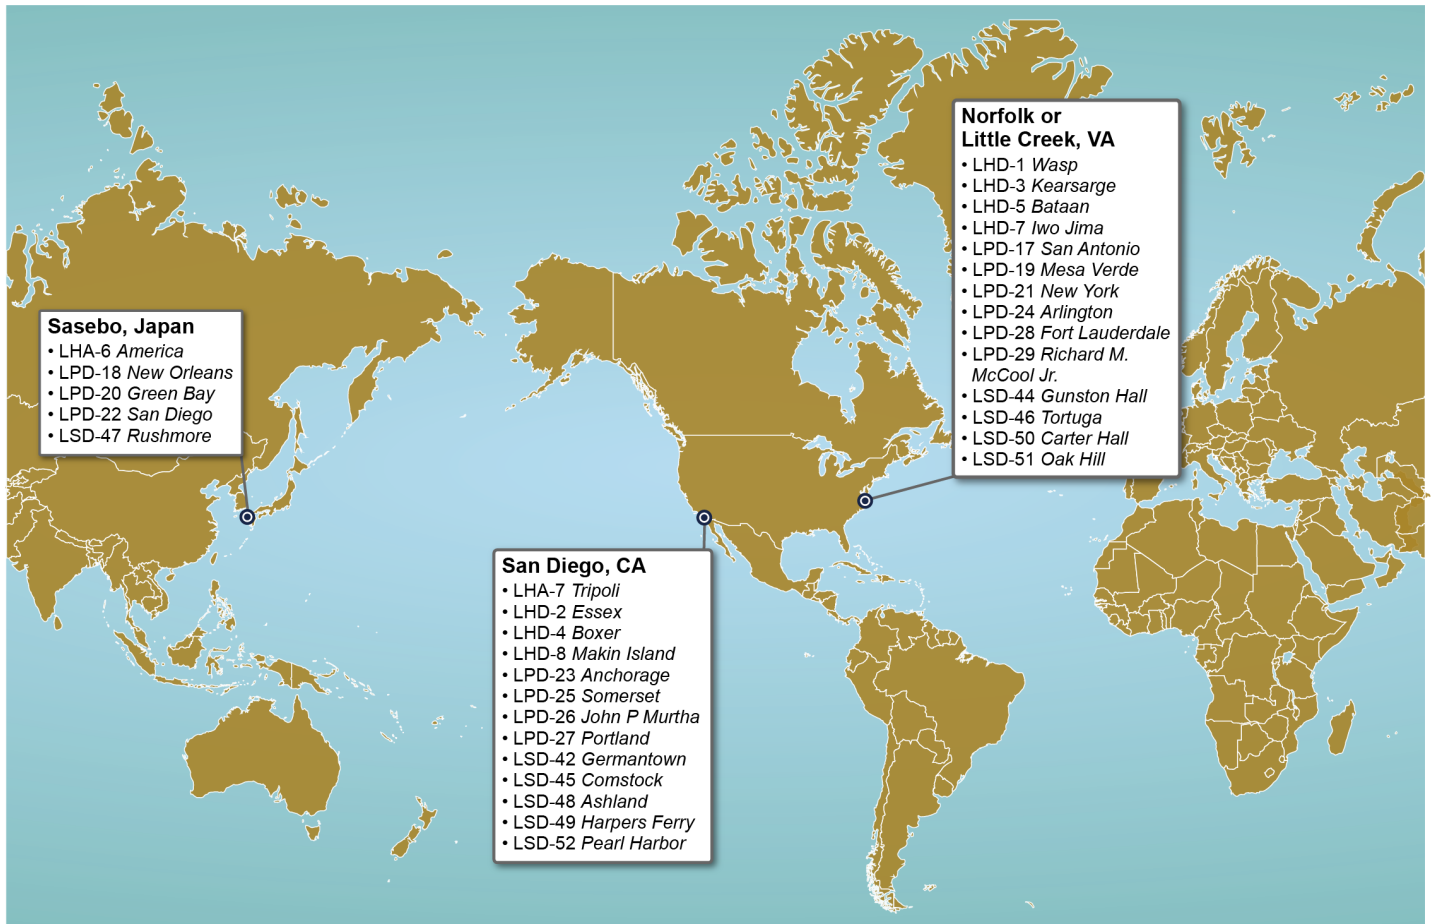 Sasebo, Japan
• LHA-6 America
• LPD-18 New Orleans
• LPD-20 Green Bay
• LPD-22 San Diego
• LSD-47 Rushmore
San Diego, CA
• LHA-7 Tripoli
• LHD-2 Essex
• LHD-4 Boxer
• LHD-8 Makin Island
• LPD-23 Anchorage
• LPD-25 Somerset
• LPD-26 John P Murtha
• LPD-27 Portland
• LSD-42 Germantown
• LSD-45 Comstock
• LSD-48 Ashland
• LSD-49 Harpers Ferry
• LSD-52 Pearl Harbor
Norfolk or
Little Creek, VA
• LHD-1 Wasp
• LHD-3 Kearsarge
• LHD-5 Bataan
• LHD-7 Iwo Jima
• LPD-17 San Antonio
• LPD-19 Mesa Verde
• LPD-21 New York
• LPD-24 Arlington
• LPD-28 Fort Lauderdale
• LPD-29 Richard M.
McCool Jr.
• LSD-44 Gunston Hall
• LSD-46 Tortuga
• LSD-50 Carter Hall
• LSD-51 Oak Hill